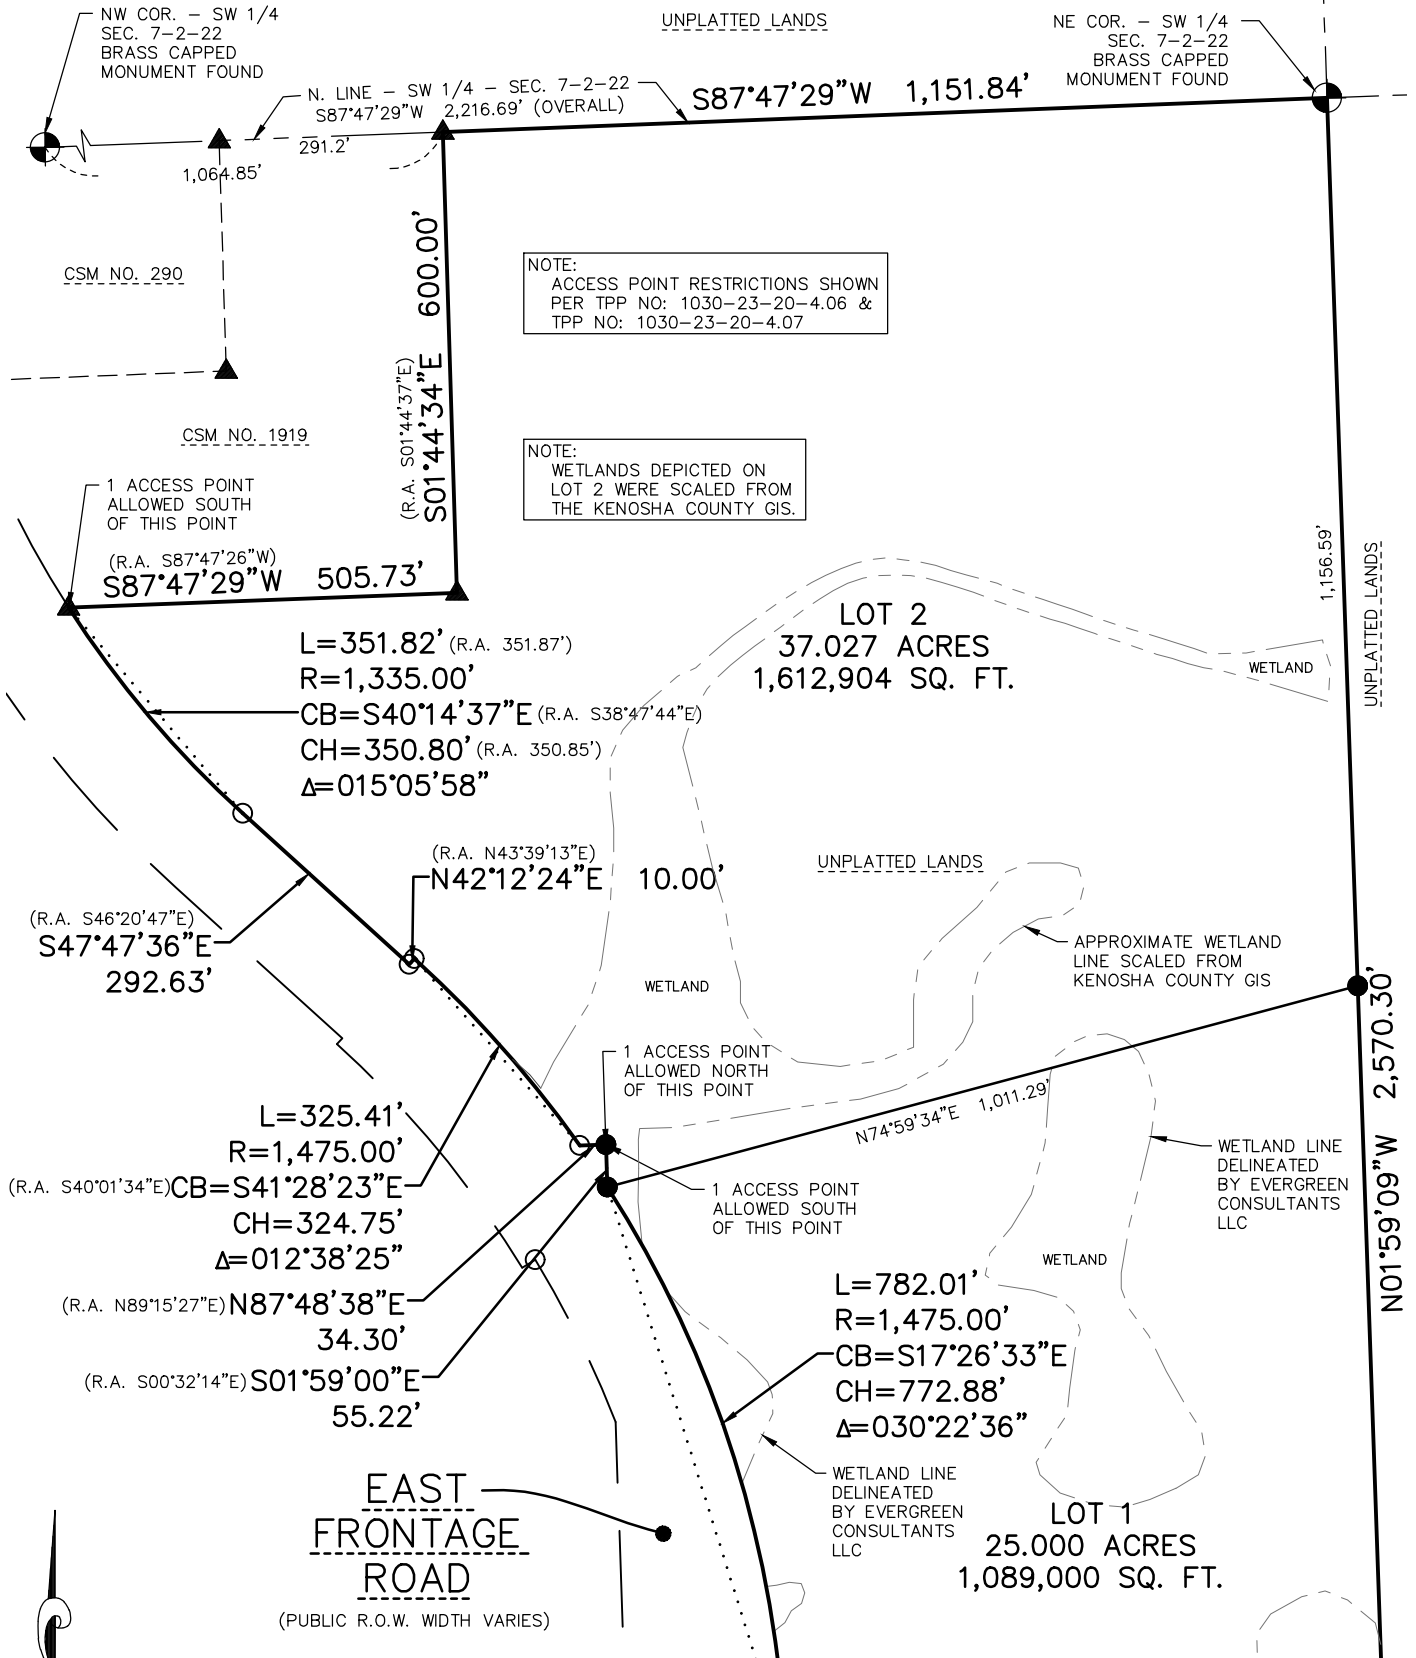 NW COR. – SW 1/4
SEC. 7–2–22
BRASS CAPPED
MONUMENT FOUND
UNPLATTED LANDS
NE COR. – SW 1/4
SEC. 7–2–22
BRASS CAPPED
MONUMENT FOUND
N. LINE – SW 1/4 – SEC. 7–2–22
S87°47'29"W 2,216.69' (OVERALL)
S87°47'29"W 1,151.84'
291.2'
1,064.85'
CSM NO. 290
600.00'
S01°44'34"E
(R.A. S01°44'37"E)
NOTE:
ACCESS POINT RESTRICTIONS SHOWN
PER TPP NO: 1030–23–20–4.06 &
TPP NO: 1030–23–20–4.07
CSM NO. 1919
NOTE:
WETLANDS DEPICTED ON
LOT 2 WERE SCALED FROM
THE KENOSHA COUNTY GIS.
1 ACCESS POINT
ALLOWED SOUTH
OF THIS POINT
(R.A. S87°47'26"W)
S87°47'29"W 505.73'
1,156.59'
UNPLATTED LANDS
LOT 2
37.027 ACRES
1,612,904 SQ. FT.
WETLAND
L=351.82' (R.A. 351.87')
R=1,335.00'
CB=S40°14'37"E (R.A. S38°47'44"E)
CH=350.80' (R.A. 350.85')
Δ=015°05'58"
(R.A. N43°39'13"E)
N42°12'24"E 10.00'
UNPLATTED LANDS
(R.A. S46°20'47"E)
S47°47'36"E
292.63'
APPROXIMATE WETLAND
LINE SCALED FROM
KENOSHA COUNTY GIS
WETLAND
1 ACCESS POINT
ALLOWED NORTH
OF THIS POINT
N01°59'09"W 2,570.30'
N74°59'34"E 1,011.29'
L=325.41'
R=1,475.00'
(R.A. S40°01'34"E) CB=S41°28'23"E
CH=324.75'
Δ=012°38'25"
1 ACCESS POINT
ALLOWED SOUTH
OF THIS POINT
WETLAND LINE
DELINEATED
BY EVERGREEN
CONSULTANTS
LLC
WETLAND
(R.A. N89°15'27"E) N87°48'38"E
34.30'
(R.A. S00°32'14"E) S01°59'00"E
55.22'
L=782.01'
R=1,475.00'
CB=S17°26'33"E
CH=772.88'
Δ=030°22'36"
WETLAND LINE
DELINEATED
BY EVERGREEN
CONSULTANTS
LLC
EAST
FRONTAGE
ROAD
(PUBLIC R.O.W. WIDTH VARIES)
LOT 1
25.000 ACRES
1,089,000 SQ. FT.